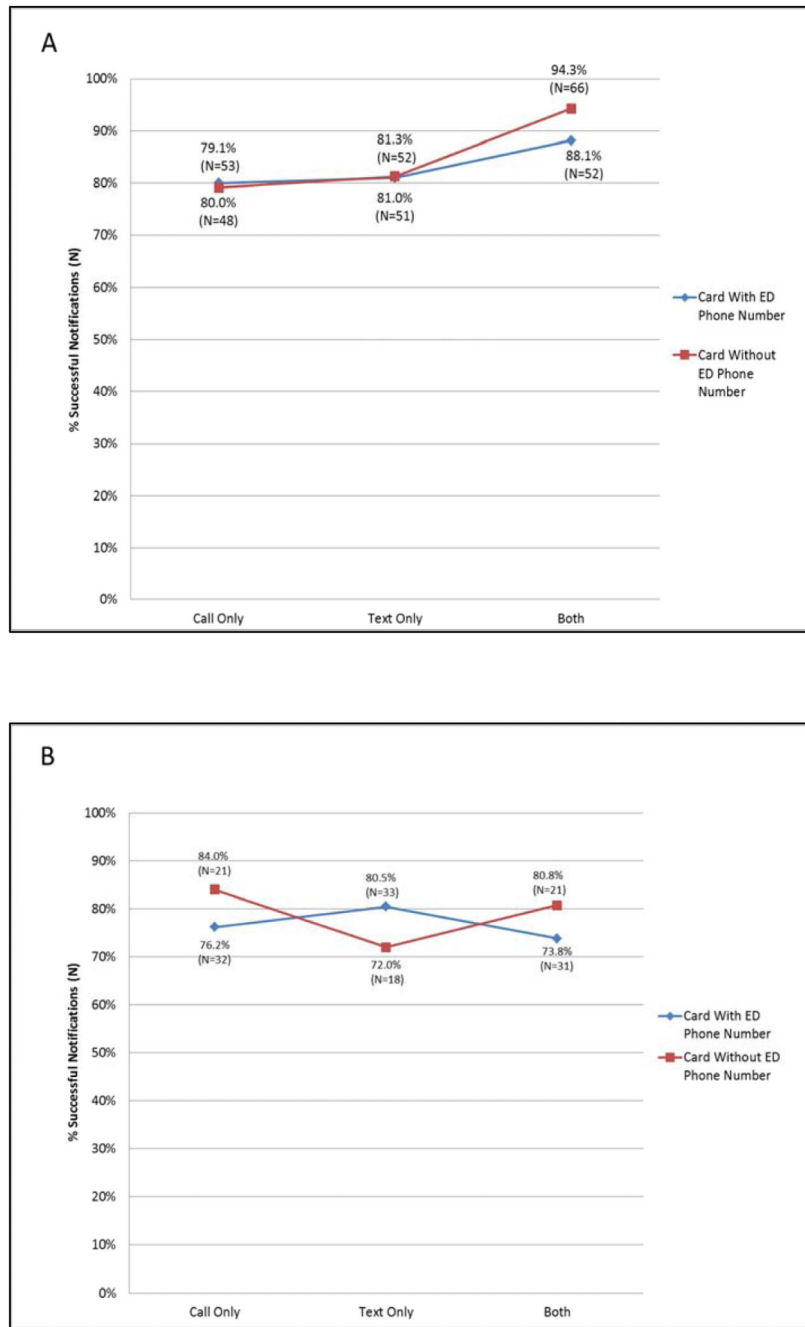 A
100%
90%
80%
70%
60%
50%
40%
30%
20%
10%
0%
% Successful Notifications (N)
79.1%
(N=53)
80.0%
(N=48)
81.3%
(N=52)
81.0%
(N=51)
94.3%
(N=66)
88.1%
(N=52)
Call Only
Text Only
Both
Card With ED
Phone Number
Card Without
ED Phone
Number
B
100%
90%
80%
70%
60%
50%
40%
30%
20%
10%
0%
% Successful Notifications (N)
84.0%
(N=21)
76.2%
(N=32)
80.5%
(N=33)
72.0%
(N=18)
80.8%
(N=21)
73.8%
(N=31)
Call Only
Text Only
Both
Card With ED
Phone Number
Card Without ED
Phone Number